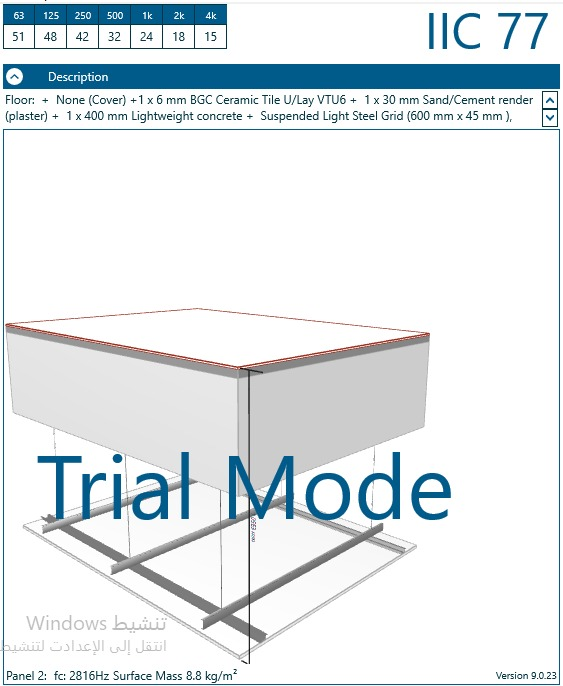 63 125 250 500 1k 2k 4k
51 48 42 32 24 18 15
IIC 77
Description
Floor: + None (Cover) +1 x 6 mm BGC Ceramic Tile U/Lay VTU6 + 1 x 30 mm Sand/Cement render
(plaster) + 1 x 400 mm Lightweight concrete + Suspended Light Steel Grid (600 mm x 45 mm ),
Trial Mode
تنشيط Windows
انتقل إلى الإعدادات لتنشيط
Panel 2: fc: 2816Hz Surface Mass 8.8 kg/m²
Version 9.0.23